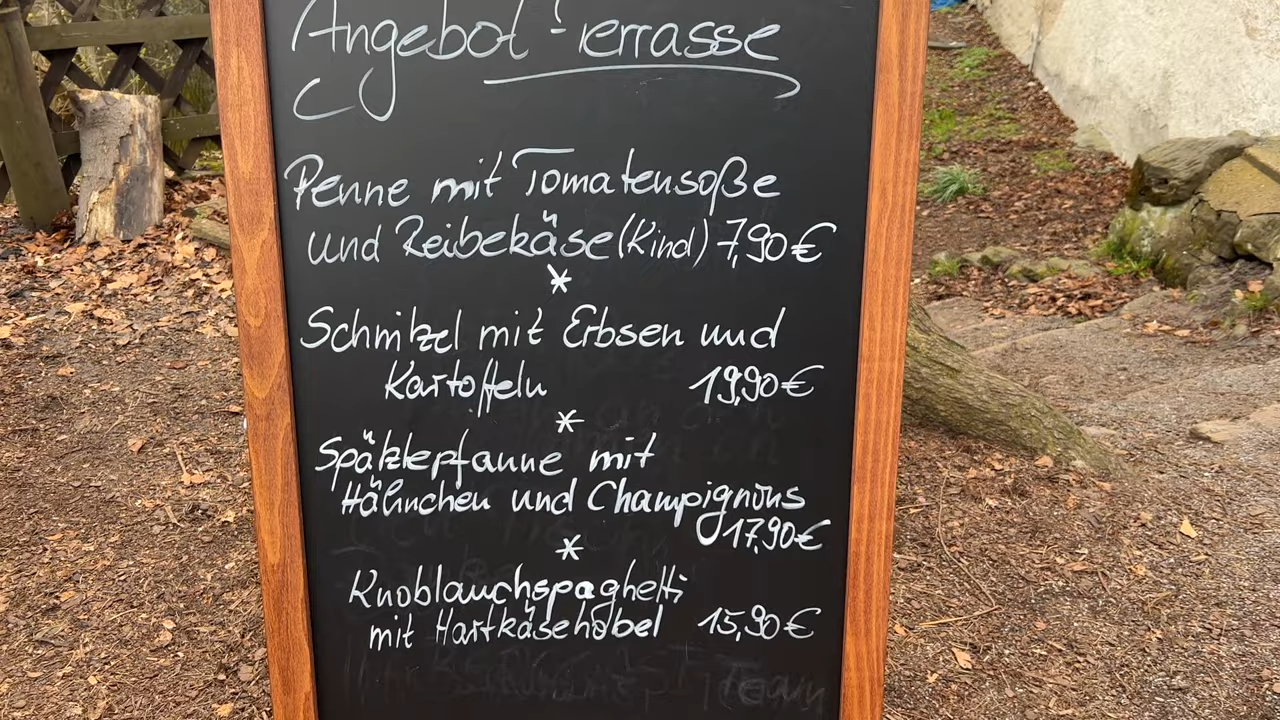 Angebot Terrasse
Penne mit Tomatensoße
und Reibekäse (Kind) 7,90€
*
Schnitzel mit Erbsen und
Kartoffeln 19,90€
*
Spätzlepfanne mit
Hähnchen und Champignons
17,90€
*
Knoblauchspaghetti
mit Hartkäsehobel 15,90€
Team